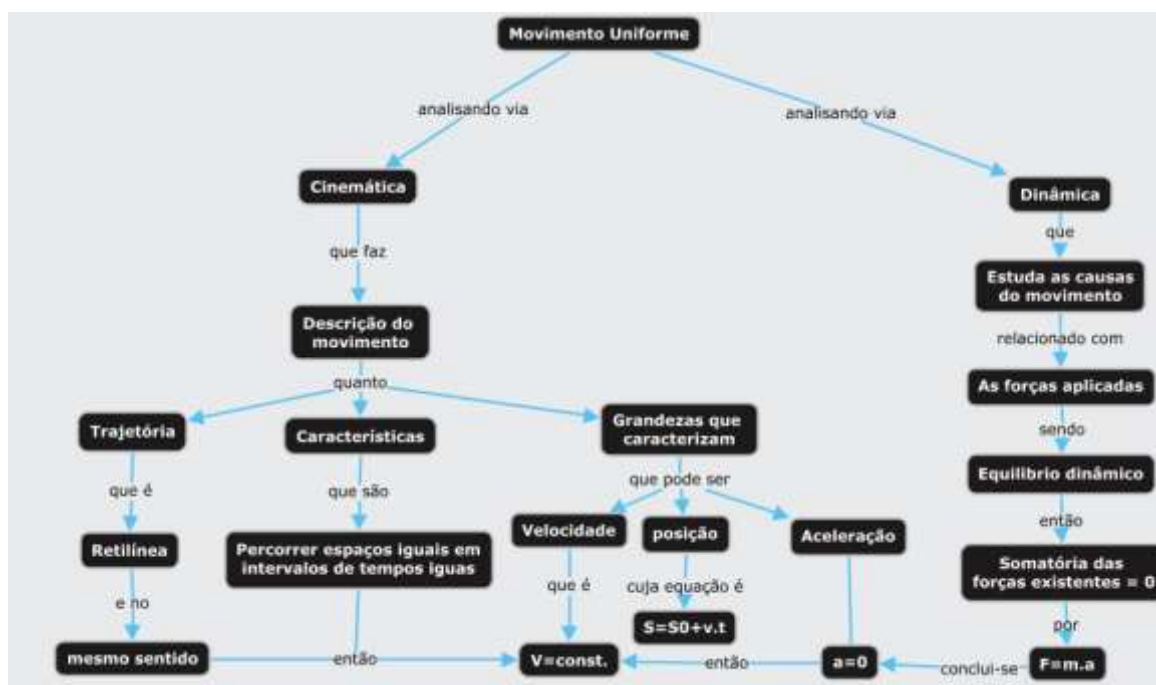 Movimento Uniforme
analisando via
analisando via
Cinemática
Dinâmica
que faz
que
Estuda as causas
do movimento
Descrição do
movimento
relacionado com
quanto
As forças aplicadas
Trajetória
Características
Grandezas que
caracterizam
sendo
que é
que são
que pode ser
Equilibrio dinâmico
então
Velocidade
posição
Aceleração
Retilínea
Percorrer espaços iguais em
intervalos de tempos iguas
Somatória das
forças existentes = 0
que é
cuja equação é
e no
S=S0+v.t
por
mesmo sentido
então
V=const.
então
a=0
conclui-se
F=m.a